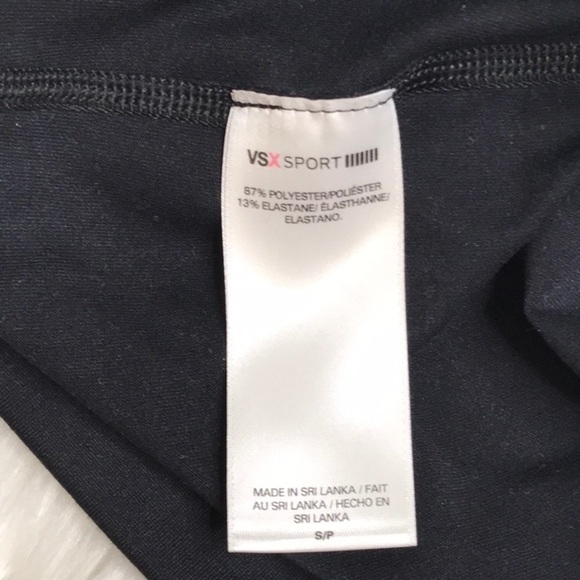 VSX SPORT
87% POLYESTER/POLIÉSTER
13% ELASTANE/ ÉLASTHANNE/
ELASTANO.
MADE IN SRI LANKA / FAIT
AU SRI LANKA / HECHO EN
SRI LANKA
S/P